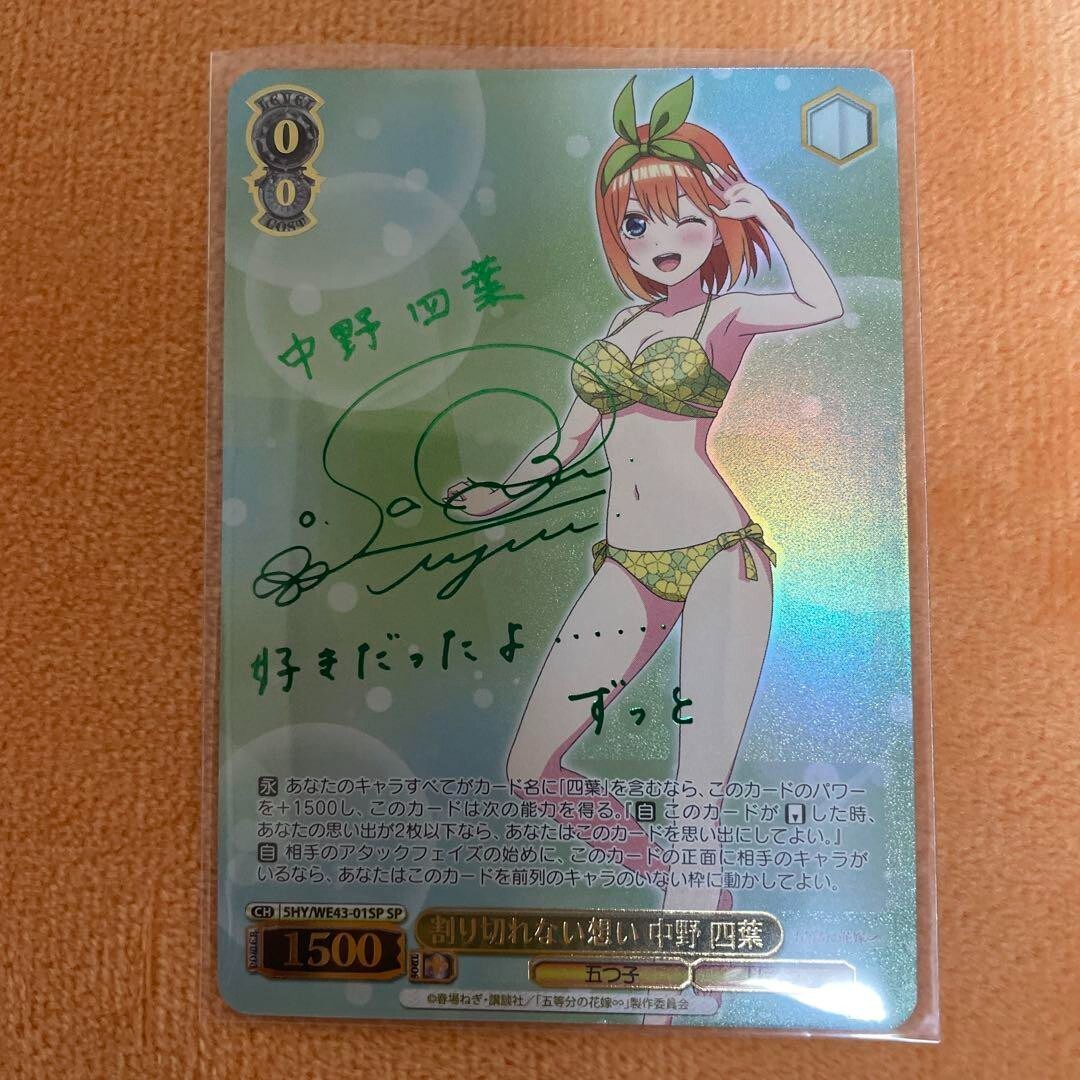 LEVEL
0
0
COST
中野 四葉
好きだったよ‥‥‥
ずっと
永 あなたのキャラすべてがカード名に「四葉」を含むなら、このカードのパワー
を+1500し、このカードは次の能力を得る。『自 このカードが した時、
あなたの思い出が2枚以下なら、あなたはこのカードを思い出にしてよい。』
自 相手のアタックフェイズの始めに、このカードの正面に相手のキャラが
いるなら、あなたはこのカードを前列のキャラのいない枠に動かしてよい。
CH 5HY/WE43-01SP SP
割り切れない想い 中野 四葉
POWER 1500 SOUL
五つ子
©春場ねぎ・講談社/「五等分の花嫁∞」製作委員会